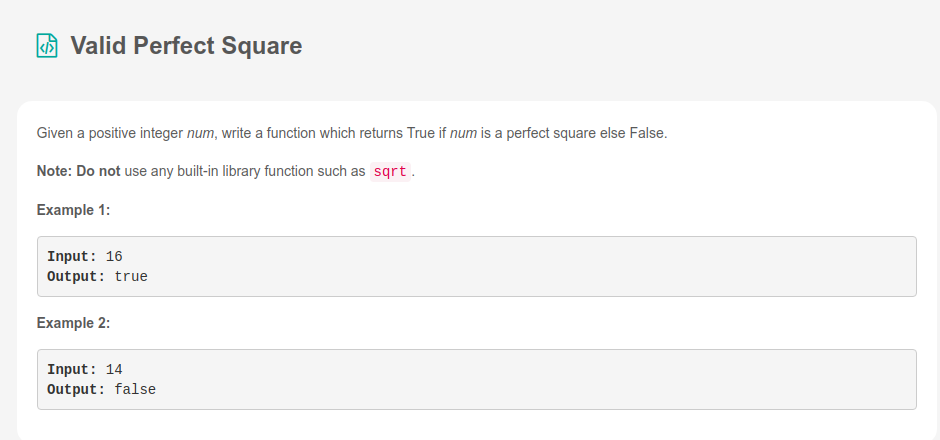 Valid Perfect Square
Given a positive integer num, write a function which returns True if num is a perfect square else False.
Note: Do not use any built-in library function such as sqrt.
Example 1:
Input: 16
Output: true
Example 2:
Input: 14
Output: false